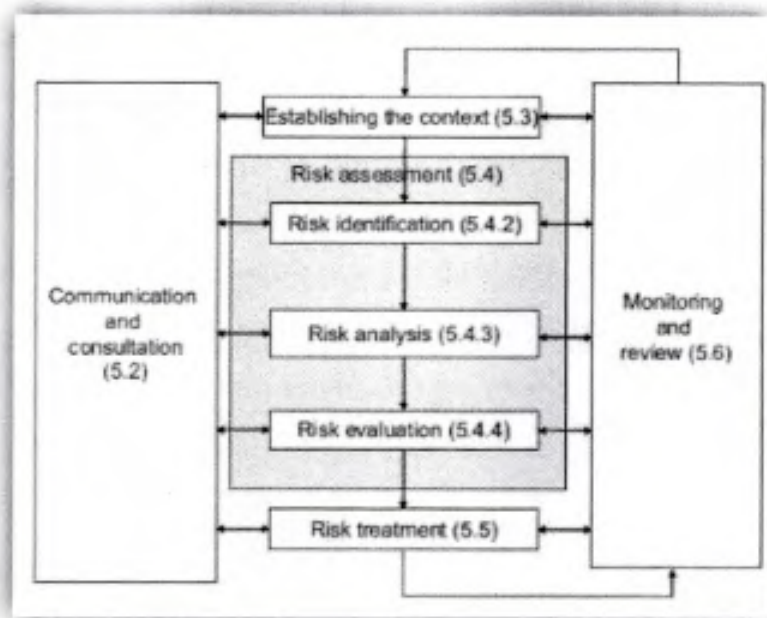 Establishing the context (5.3)
Risk assessment (5.4)
Risk identification (5.4.2)
Communication
and
consultation
(5.2)
Risk analysis (5.4.3)
Monitoring
and
review (5.6)
Risk evaluation (5.4.4)
Risk treatment (5.5)